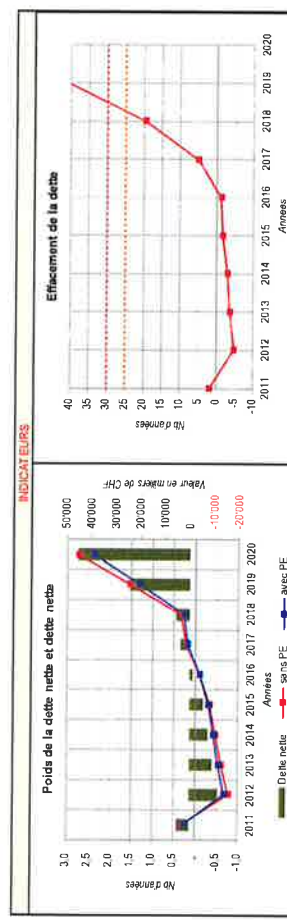 INDICATEURS
Poids de la dette nette et dette nette
3.0
2.5
2.0
1.5
1.0
0.5
0.0
-0.5
-1.0
Nb d'années
50'000
40'000
30'000
20'000
10'000
0
-10'000
-20'000
Valeur en milliers de CHF
2011 2012 2013 2014 2015 2016 2017 2018 2019 2020
Années
Dette nette sans PE avec PE
Effacement de la dette
40
35
30
25
20
15
10
5
0
-5
-10
Nb d'années
2011 2012 2013 2014 2015 2016 2017 2018 2019 2020
Années